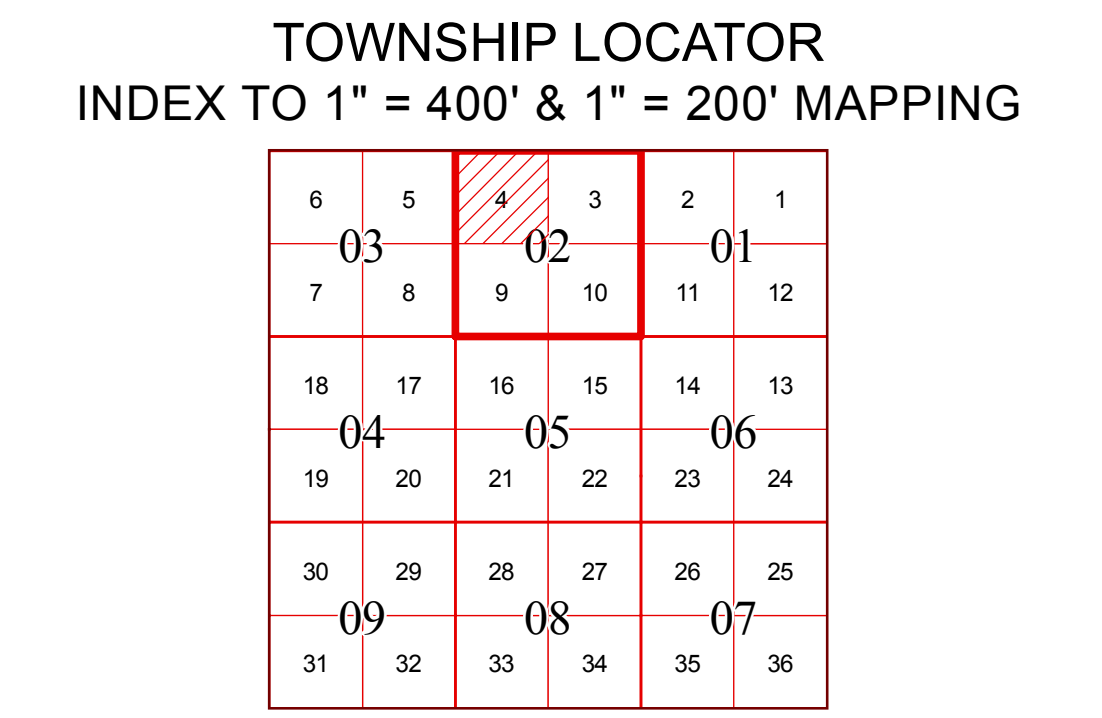 TOWNSHIP LOCATOR
INDEX TO 1" = 400' & 1" = 200' MAPPING
6 5 4 3 2 1
03 02 01
7 8 9 10 11 12
18 17 16 15 14 13
04 05 06
19 20 21 22 23 24
30 29 28 27 26 25
09 08 07
31 32 33 34 35 36